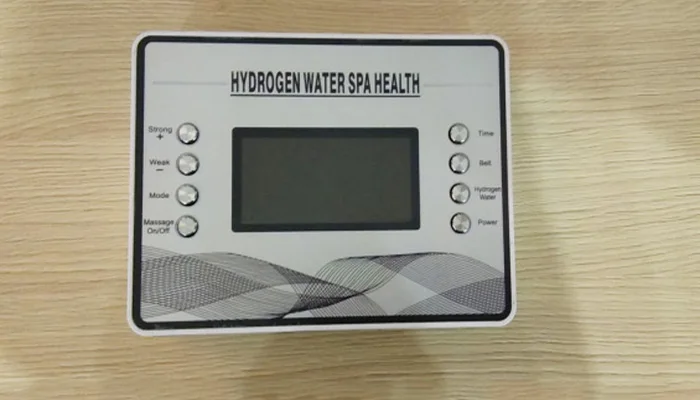 HYDROGEN WATER SPA HEALTH
Strong
+
Weak
−
Mode
Massage
On/Off
Time
Belt
Hydrogen
Water
Power